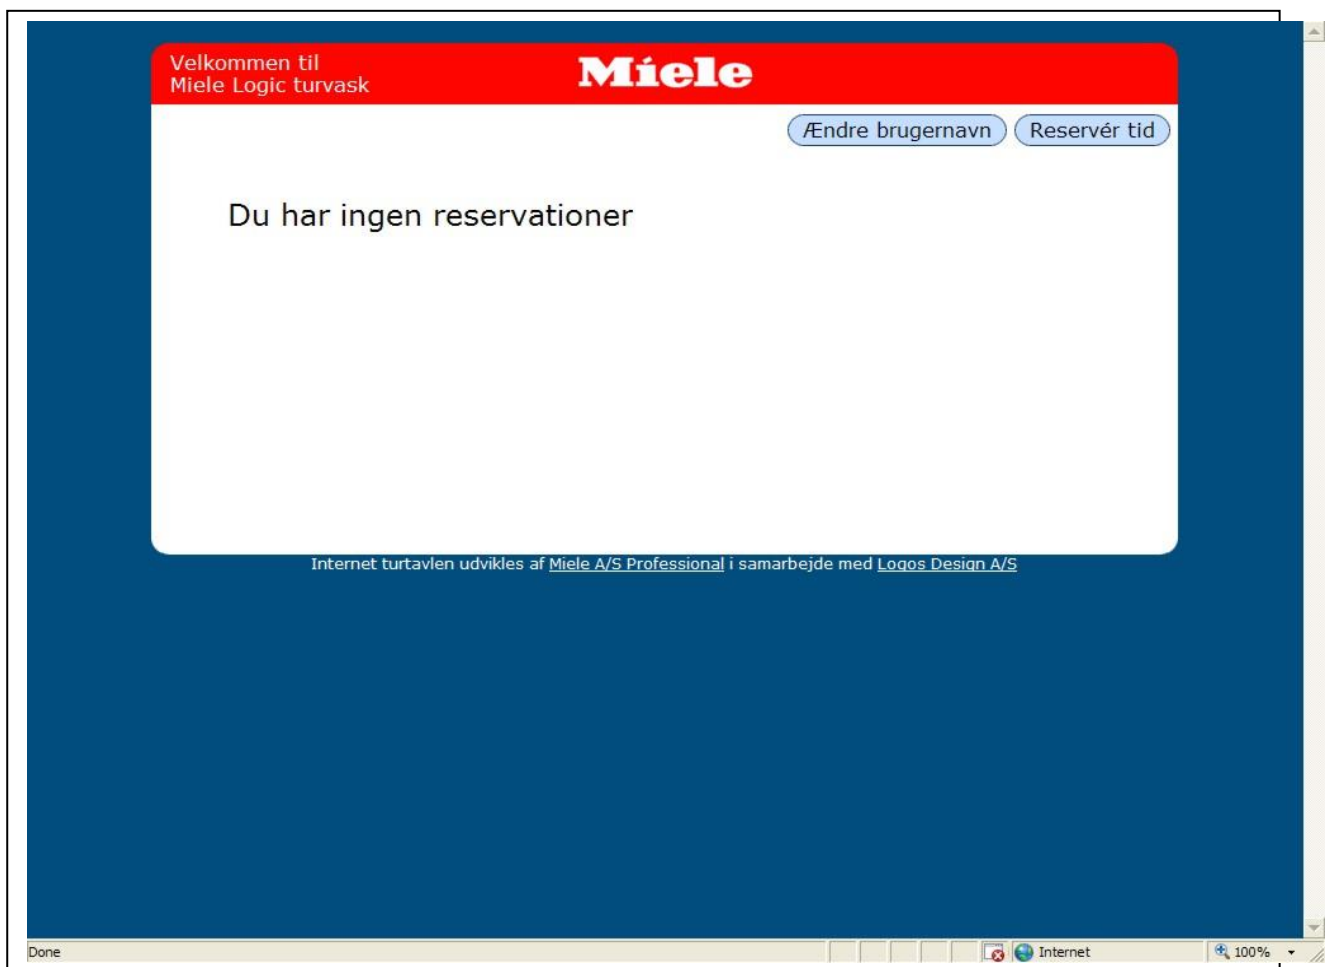 Velkommen til
Miele Logic turvask
Miele
Ændre brugernavn
Reservér tid
Du har ingen reservationer
Internet turtavlen udvikles af Miele A/S Professional i samarbejde med Logos Design A/S
Done
Internet
100%